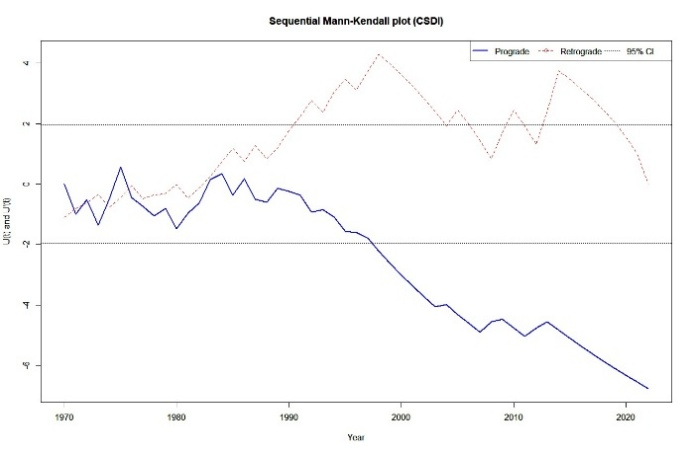 Sequential Mann-Kendall plot (CSDI)
Prograde Retrograde 95% CI
4
2
0
-2
-4
-6
U(t) and U'(t)
1970 1980 1990 2000 2010 2020
Year